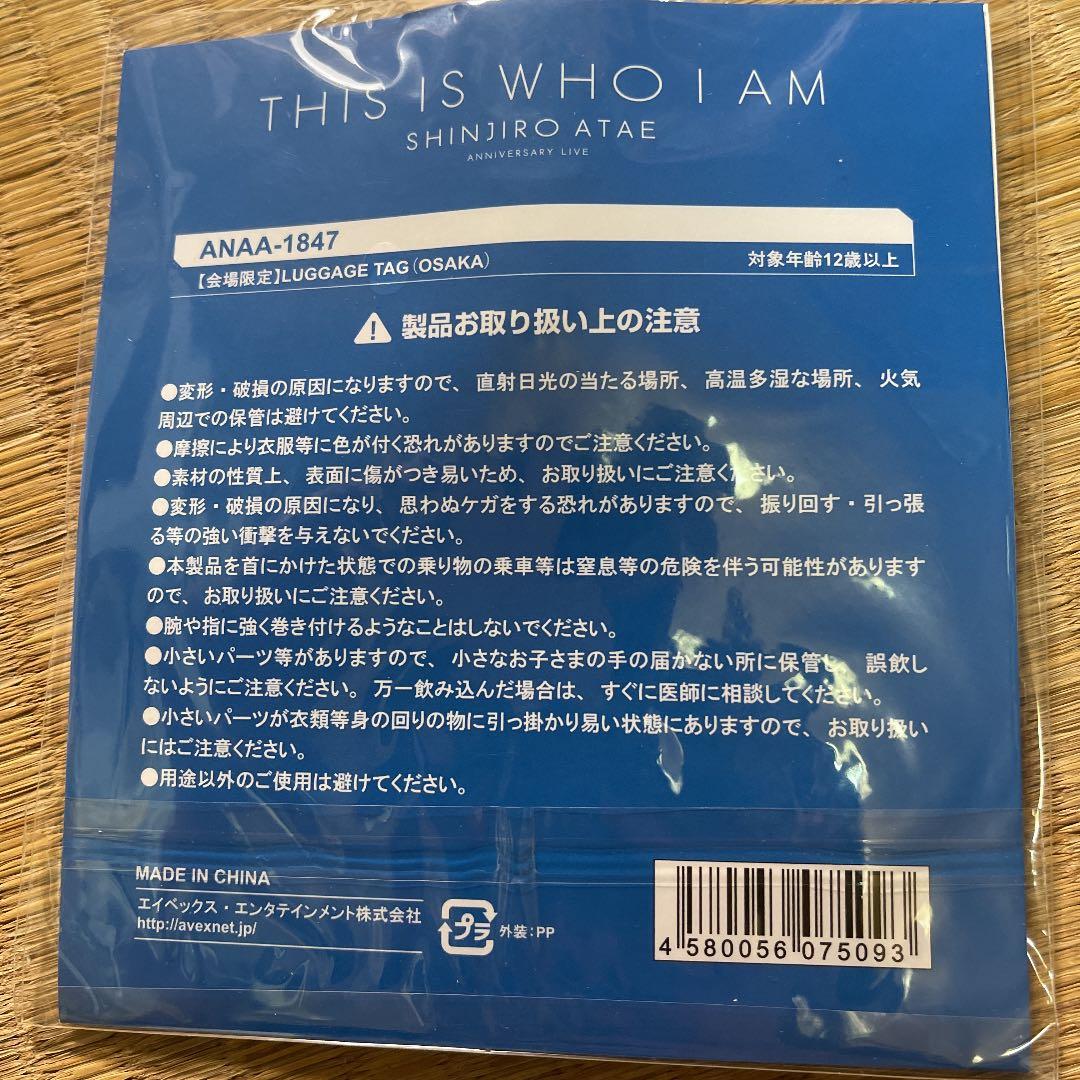 THIS IS WHO I AM
SHINJIRO ATAE
ANNIVERSARY LIVE
ANAA-1847
【会場限定】LUGGAGE TAG（OSAKA）
対象年齢12歳以上
製品お取り扱い上の注意
●変形・破損の原因になりますので、直射日光の当たる場所、高温多湿な場所、火気
周辺での保管は避けてください。
●摩擦により衣服等に色が付く恐れがありますのでご注意ください。
●素材の性質上、表面に傷がつき易いため、お取り扱いにご注意ください。
●変形・破損の原因になり、思わぬケガをする恐れがありますので、振り回す・引っ張
る等の強い衝撃を与えないでください。
●本製品を首にかけた状態での乗り物の乗車等は窒息等の危険を伴う可能性があります
ので、お取り扱いにご注意ください。
●腕や指に強く巻き付けるようなことはしないでください。
●小さいパーツ等がありますので、小さなお子さまの手の届かない所に保管し、誤飲し
ないようにご注意ください。万一飲み込んだ場合は、すぐに医師に相談してください。
●小さいパーツが衣類等身の回りの物に引っ掛かり易い状態にありますので、お取り扱い
にはご注意ください。
●用途以外のご使用は避けてください。
MADE IN CHINA
エイベックス・エンタテインメント株式会社
http://avexnet.jp/
プラ
外装：PP
4 580056 075093